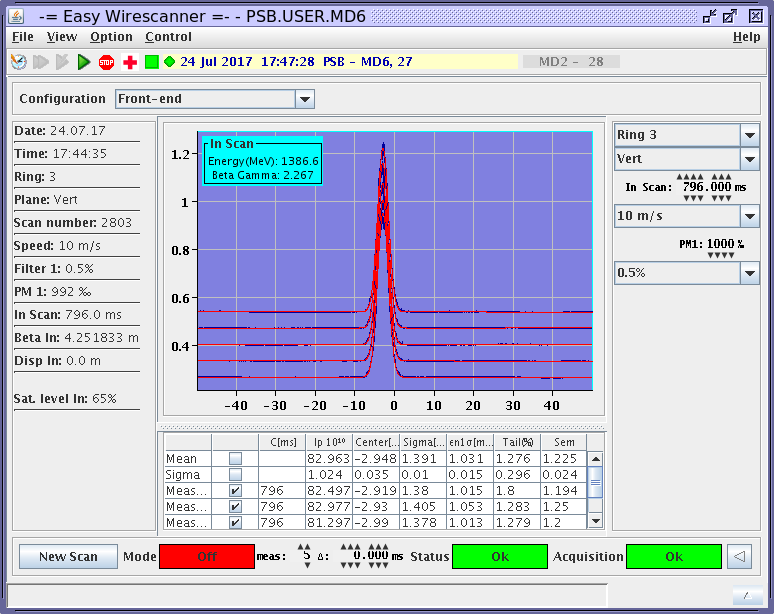 -= Easy Wirescanner =- - PSB.USER.MD6
File View Option Control Help
STOP 24 Jul 2017 17:47:28 PSB - MD6, 27 MD2 - 28
Configuration Front-end
Date: 24.07.17
Time: 17:44:35
Ring: 3
Plane: Vert
Scan number: 2803
Speed: 10 m/s
Filter 1: 0.5%
PM 1: 992 ‰
In Scan: 796.0 ms
Beta In: 4.251833 m
Disp In: 0.0 m
Sat. level In: 65%
In Scan
Energy(MeV): 1386.6
Beta Gamma: 2.267
1.2
1
0.8
0.6
0.4
-40 -30 -20 -10 0 10 20 30 40
Ring 3
Vert
In Scan: 796.000 ms
10 m/s
PM1: 1000 ‰
0.5%
C[ms] Ip 10¹⁰ Center[... Sigma[... εn1σ[m... Tail(%) Sem
Mean 82.963 -2.948 1.391 1.031 1.276 1.225
Sigma 1.024 0.035 0.01 0.015 0.296 0.024
Meas... 796 82.497 -2.919 1.38 1.015 1.8 1.194
Meas... 796 82.977 -2.93 1.405 1.053 1.283 1.25
Meas... 796 81.297 -2.99 1.378 1.013 1.279 1.2
New Scan Mode Off meas: 5 Δ: 0.000 ms Status Ok Acquisition Ok